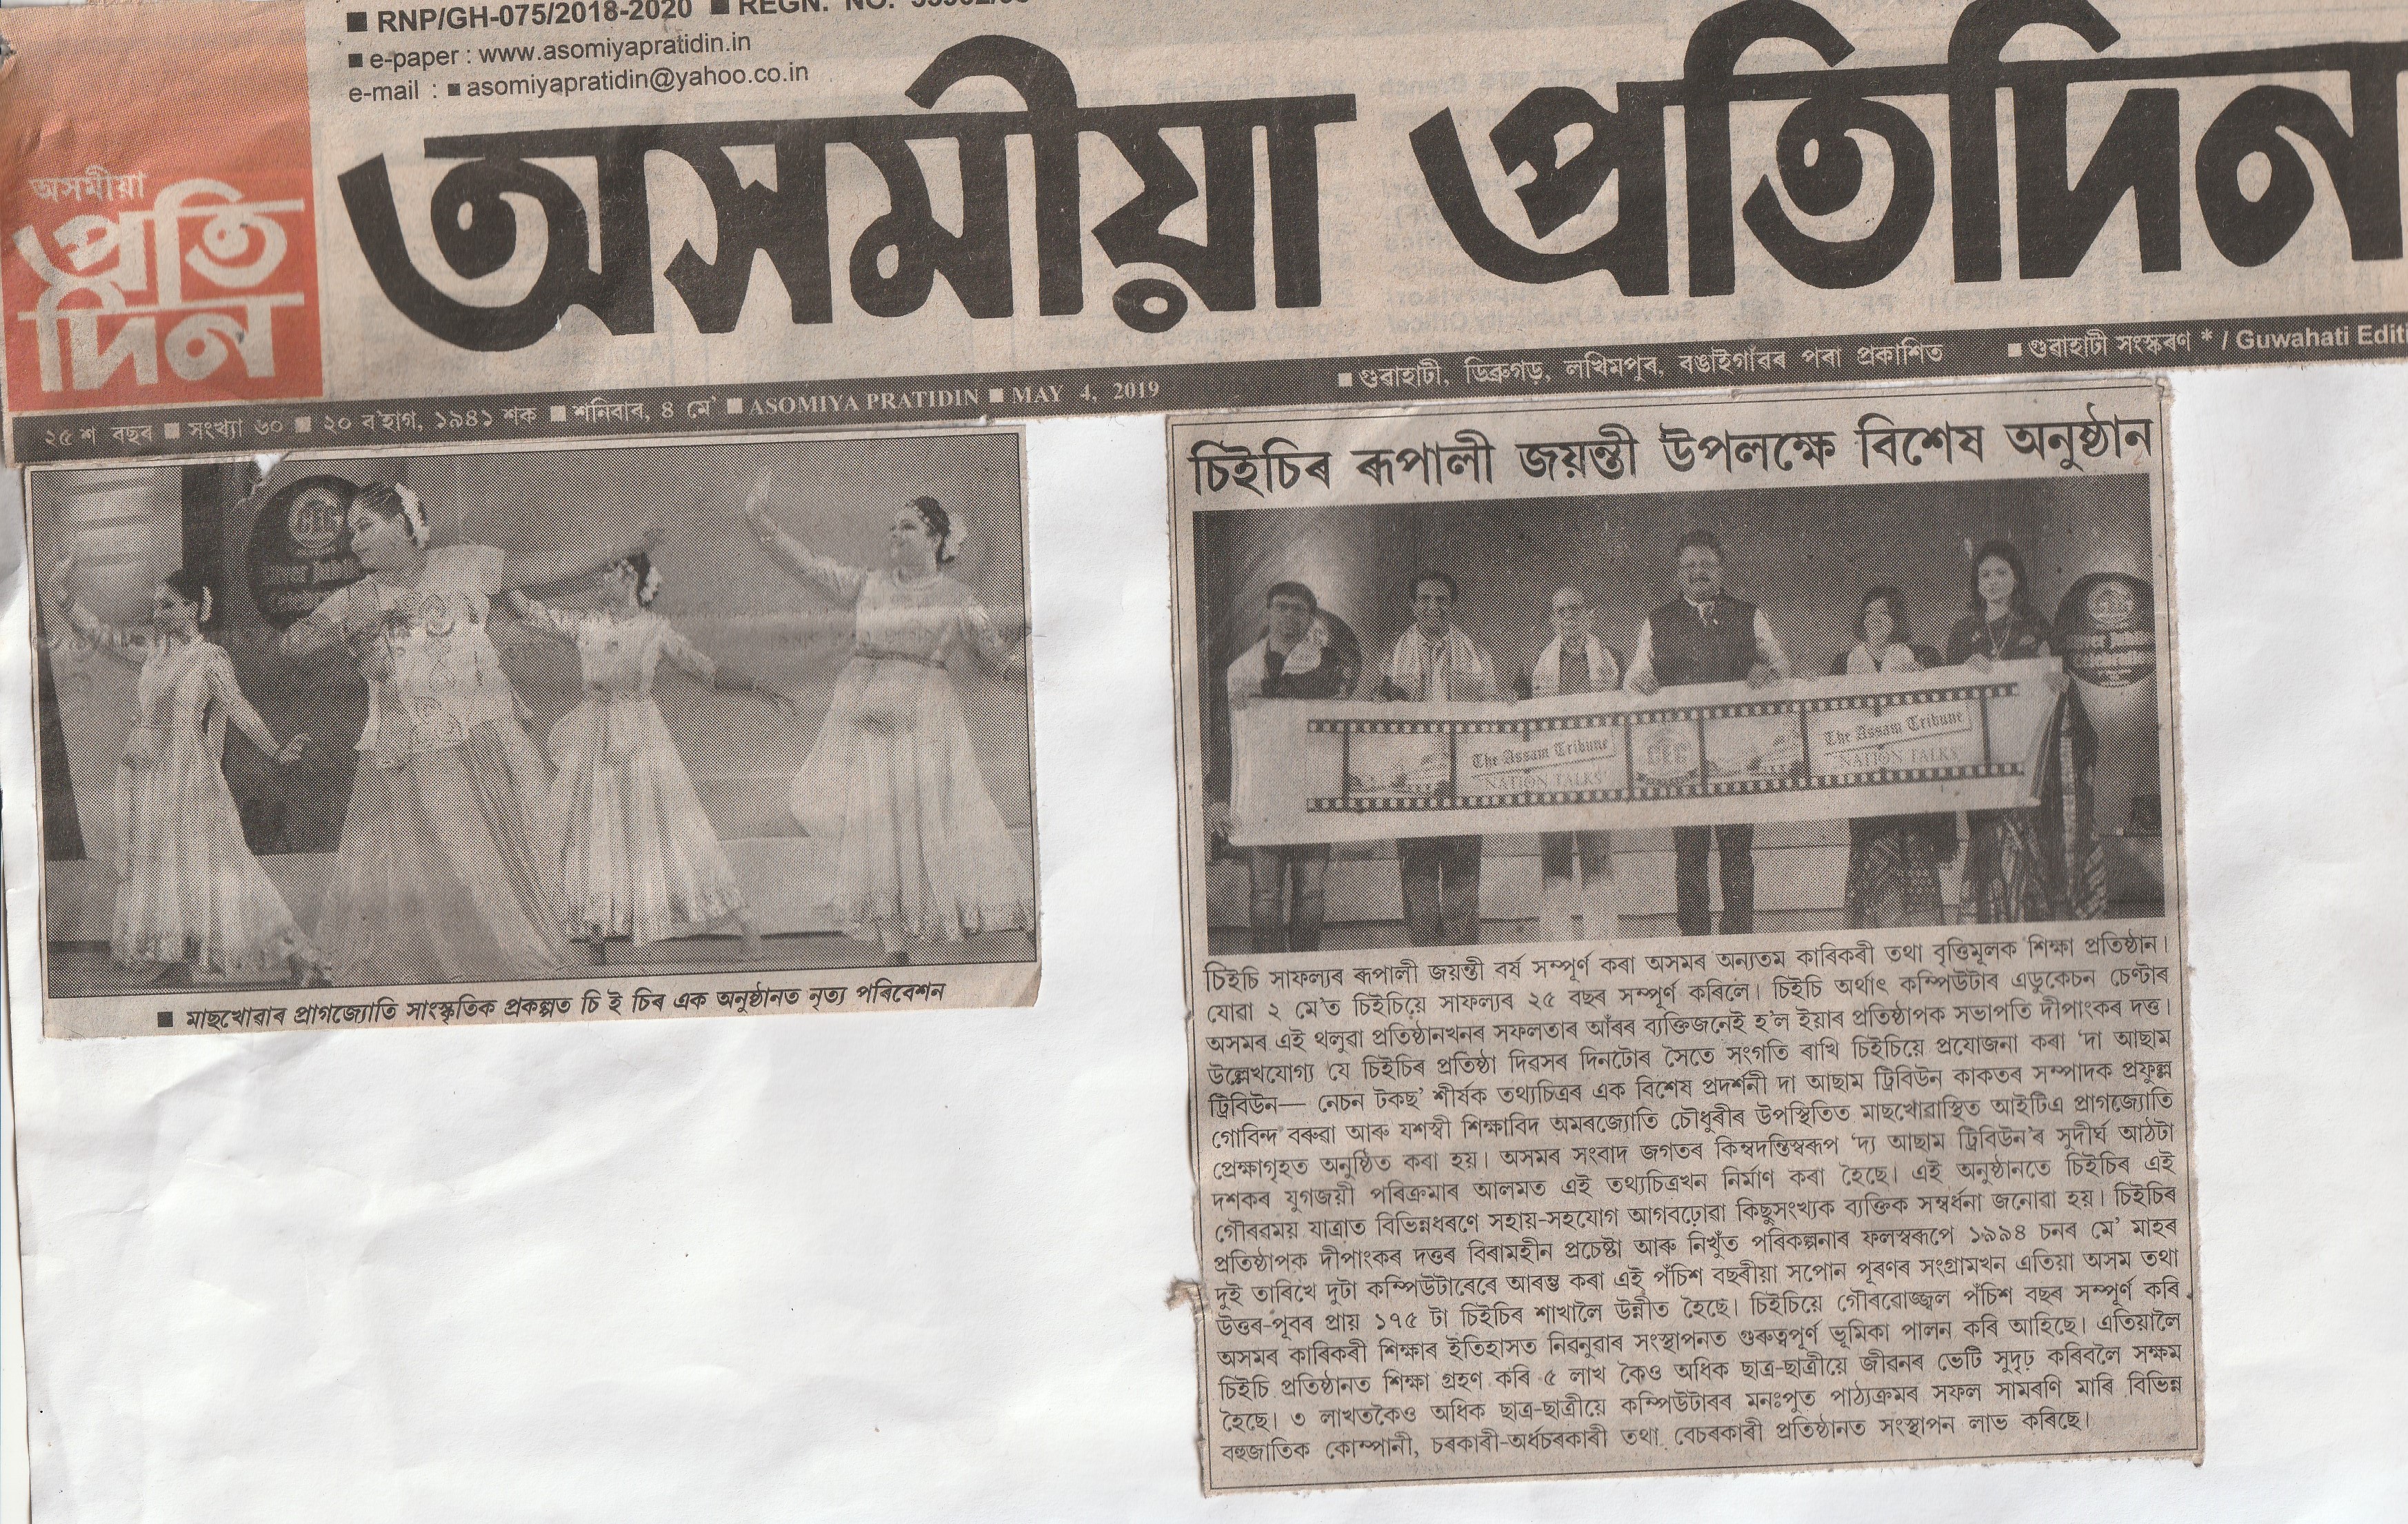 ■ RNP/GH-075/2018-2020 ■ REGN. NO.
■ e-paper : www.asomiyapratidin.in
e-mail : ■ asomiyapratidin@yahoo.co.in
অসমীয়া
প্ৰতি
দিন
অসমীয়া প্ৰতিদিন
২৫ শ বছৰ ■ সংখ্যা ৬০ ■ ২০ ব'হাগ, ১৯৪১ শক ■ শনিবাৰ, ৪ মে' ■ ASOMIYA PRATIDIN ■ MAY 4, 2019 ■ গুৱাহাটী, ডিব্ৰুগড়, লখিমপুৰ, বঙাইগাঁৱৰ পৰা প্ৰকাশিত ■ গুৱাহাটী সংস্কৰণ * / Guwahati
CEC
■ মাছখোৱাৰ প্ৰাগজ্যোতি সাংস্কৃতিক প্ৰকল্পত চি ই চিৰ এক অনুষ্ঠানত নৃত্য পৰিবেশন
চিইচিৰ ৰূপালী জয়ন্তী উপলক্ষে বিশেষ অনুষ্ঠান
The Assam Tribune
'NATION TALKS'
CEC
The Assam Tribune
'NATION TALKS'
চিইচি সাফল্যৰ ৰূপালী জয়ন্তী বৰ্ষ সম্পূৰ্ণ কৰা অসমৰ অন্যতম কাৰিকৰী তথা বৃত্তিমূলক শিক্ষা প্ৰতিষ্ঠান।
যোৱা ২ মে'ত চিইচিয়ে সাফল্যৰ ২৫ বছৰ সম্পূৰ্ণ কৰিলে। চিইচি অৰ্থাৎ কম্পিউটাৰ এডুকেচন চেণ্টাৰ
অসমৰ এই থলুৱা প্ৰতিষ্ঠানখনৰ সফলতাৰ আঁৰৰ ব্যক্তিজনেই হ'ল ইয়াৰ প্ৰতিষ্ঠাপক সভাপতি দীপাংকৰ দত্ত।
উল্লেখযোগ্য যে চিইচিৰ প্ৰতিষ্ঠা দিৱসৰ দিনটোৰ সৈতে সংগতি ৰাখি চিইচিয়ে প্ৰযোজনা কৰা 'দা আছাম
ট্ৰিবিউন— নেচন টকছ' শীৰ্ষক তথ্যচিত্ৰৰ এক বিশেষ প্ৰদৰ্শনী দা আছাম ট্ৰিবিউন কাকতৰ সম্পাদক প্ৰফুল্ল
গোবিন্দ বৰুৱা আৰু যশস্বী শিক্ষাবিদ অমৰজ্যোতি চৌধুৰীৰ উপস্থিতিত মাছখোৱাস্থিত আইটিএ প্ৰাগজ্যোতি
প্ৰেক্ষাগৃহত অনুষ্ঠিত কৰা হয়। অসমৰ সংবাদ জগতৰ কিম্বদন্তিস্বৰূপ 'দ্য আছাম ট্ৰিবিউন'ৰ সুদীৰ্ঘ আঠটা
দশকৰ যুগজয়ী পৰিক্ৰমাৰ আলমত এই তথ্যচিত্ৰখন নিৰ্মাণ কৰা হৈছে। এই অনুষ্ঠানতে চিইচিৰ এই
গৌৰৱময় যাত্ৰাত বিভিন্নধৰণে সহায়-সহযোগ আগবঢ়োৱা কিছুসংখ্যক ব্যক্তিক সম্বৰ্ধনা জনোৱা হয়। চিইচিৰ
প্ৰতিষ্ঠাপক দীপাংকৰ দত্তৰ বিৰামহীন প্ৰচেষ্টা আৰু নিখুঁত পৰিকল্পনাৰ ফলস্বৰূপে ১৯৯৪ চনৰ মে' মাহৰ
দুই তাৰিখে দুটা কম্পিউটাৰেৰে আৰম্ভ কৰা এই পঁচিশ বছৰীয়া সপোন পূৰণৰ সংগ্ৰামখন এতিয়া অসম তথা
উত্তৰ-পূবৰ প্ৰায় ১৭৫ টা চিইচিৰ শাখালৈ উন্নীত হৈছে। চিইচিয়ে গৌৰৱোজ্জ্বল পঁচিশ বছৰ সম্পূৰ্ণ কৰি
অসমৰ কাৰিকৰী শিক্ষাৰ ইতিহাসত নিৱনুৱাৰ সংস্থাপনত গুৰুত্বপূৰ্ণ ভূমিকা পালন কৰি আহিছে। এতিয়ালৈ
চিইচি প্ৰতিষ্ঠানত শিক্ষা গ্ৰহণ কৰি ৫ লাখ কৈও অধিক ছাত্ৰ-ছাত্ৰীয়ে জীৱনৰ ভেটি সুদৃঢ় কৰিবলৈ সক্ষম
হৈছে। ৩ লাখতকৈও অধিক ছাত্ৰ-ছাত্ৰীয়ে কম্পিউটাৰৰ মনঃপুত পাঠ্যক্ৰমৰ সফল সামৰণি মাৰি বিভিন্ন
বহুজাতিক কোম্পানী, চৰকাৰী-অৰ্ধচৰকাৰী তথা বেচৰকাৰী প্ৰতিষ্ঠানত সংস্থাপন লাভ কৰিছে।